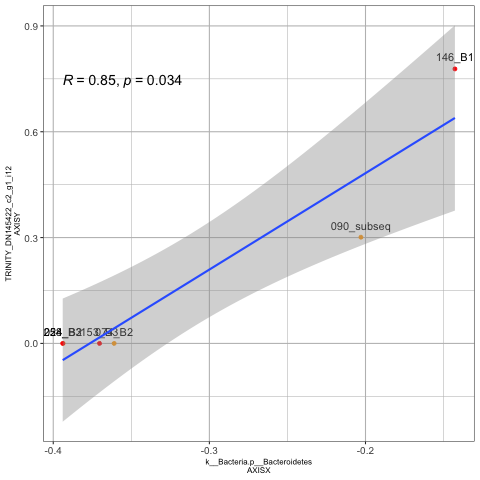 0.9
0.6
0.3
0.0
TRINITY_DN145422_c2_g1_i12
AXISY
R = 0.85, p = 0.034
146_B1
090_subseq
-0.4
-0.3
-0.2
k__Bacteria.p__Bacteroidetes
AXISX